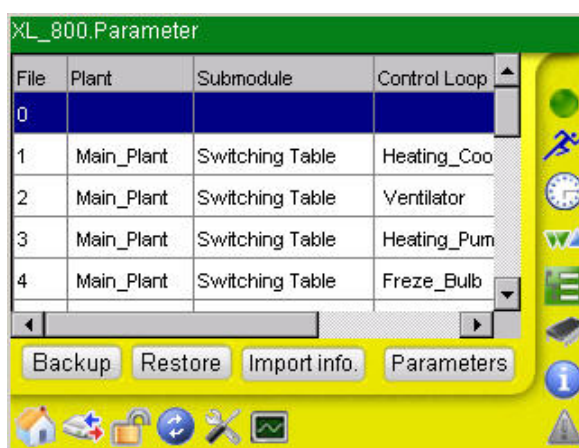 XL_800.Parameter
File Plant Submodule Control Loop
0
1 Main_Plant Switching Table Heating_Coo
2 Main_Plant Switching Table Ventilator
3 Main_Plant Switching Table Heating_Pum
4 Main_Plant Switching Table Freze_Bulb
Backup Restore Import info. Parameters